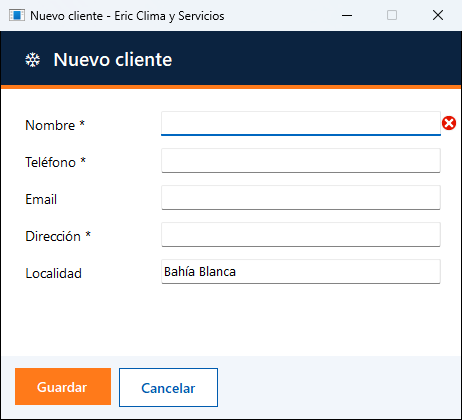 Nuevo cliente - Eric Clima y Servicios
Nuevo cliente
Nombre *
Teléfono *
Email
Dirección *
Localidad
Bahía Blanca
Guardar
Cancelar